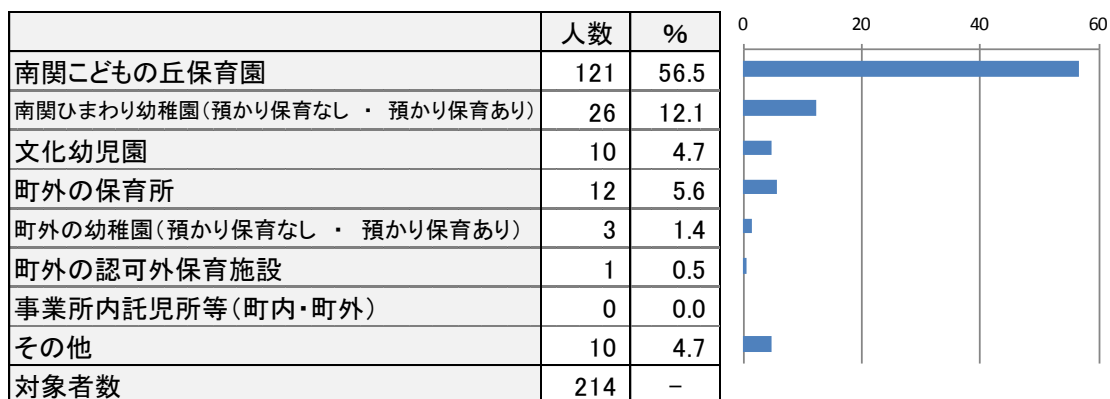 人数 % 0 20 40 60
南関こどもの丘保育園 121 56.5
南関ひまわり幼稚園(預かり保育なし ・ 預かり保育あり) 26 12.1
文化幼児園 10 4.7
町外の保育所 12 5.6
町外の幼稚園(預かり保育なし ・ 預かり保育あり) 3 1.4
町外の認可外保育施設 1 0.5
事業所内託児所等(町内・町外) 0 0.0
その他 10 4.7
対象者数 214 −